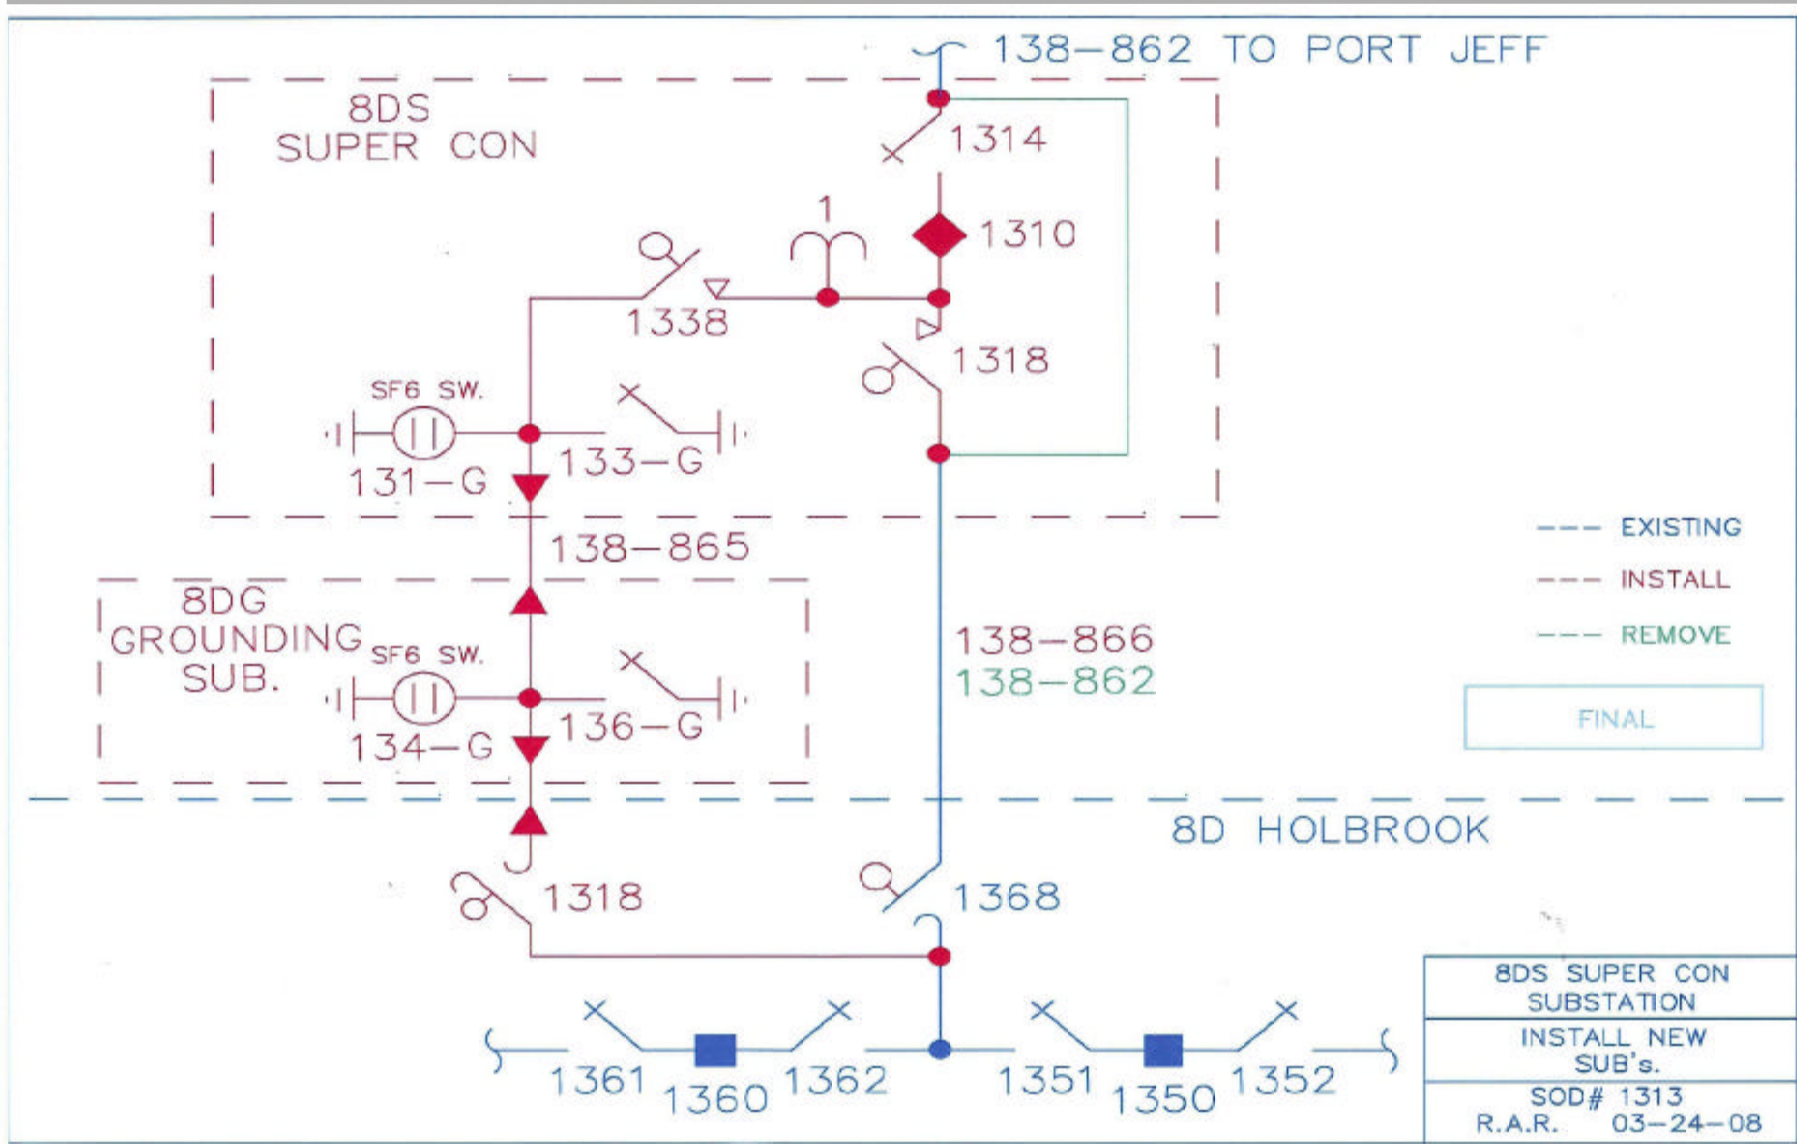 138-862 TO PORT JEFF
8DS
SUPER CON
1314
1
1310
1338
1318
SF6 SW.
133-G
131-G
138-865
EXISTING
INSTALL
REMOVE
8DG
GROUNDING
SUB.
SF6 SW.
138-866
138-862
136-G
134-G
FINAL
8D HOLBROOK
1318
1368
8DS SUPER CON
SUBSTATION
INSTALL NEW
SUB's.
SOD# 1313
R.A.R. 03-24-08
1361
1360
1362
1351
1350
1352